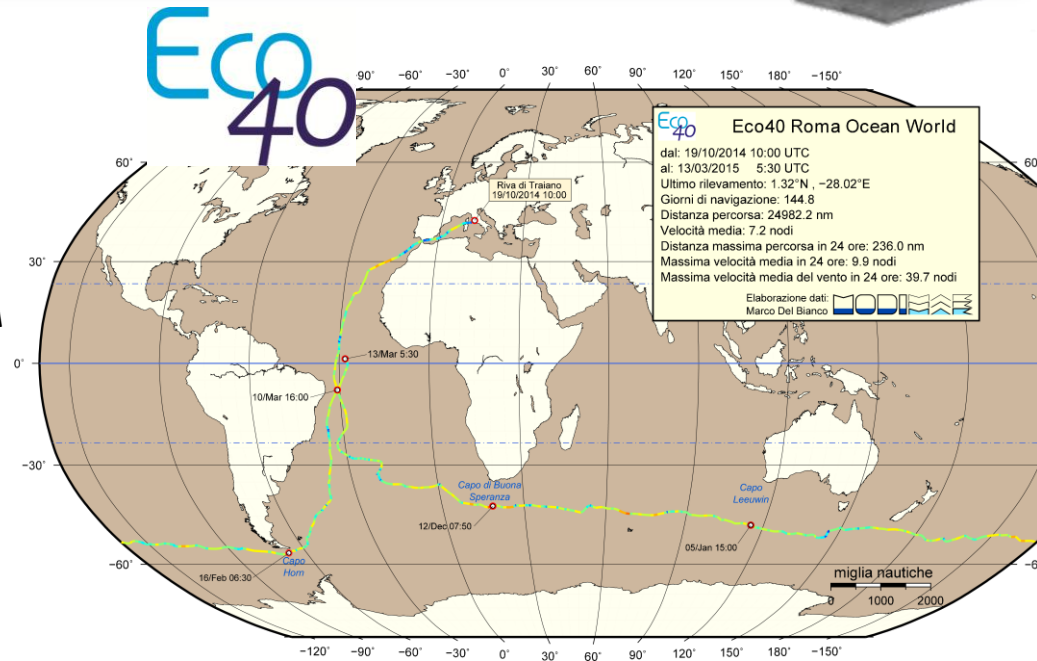 Eco
40
−90° −60° −30° 0° 30° 60° 90° 120° 150° 180° −150°
Eco
40
Eco40 Roma Ocean World
dal: 19/10/2014 10:00 UTC
al: 13/03/2015 5:30 UTC
Ultimo rilevamento: 1.32°N , −28.02°E
Giorni di navigazione: 144.8
Distanza percorsa: 24982.2 nm
Velocità media: 7.2 nodi
Distanza massima percorsa in 24 ore: 236.0 nm
Massima velocità media in 24 ore: 9.9 nodi
Massima velocità media del vento in 24 ore: 39.7 nodi
Elaborazione dati:
Marco Del Bianco
60°
60
Riva di Traiano
19/10/2014 10:00
30°
30
13/Mar 5:30
0°
0
10/Mar 16:00
−30°
−30
Capo di Buona
Speranza
Capo
Leeuwin
12/Dec 07:50
05/Jan 15:00
−60°
Capo
Horn
16/Feb 06:30
miglia nautiche
0 1000 2000
−120° −90° −60° −30° 0° 30° 60° 90° 120° 150° 180° −150°